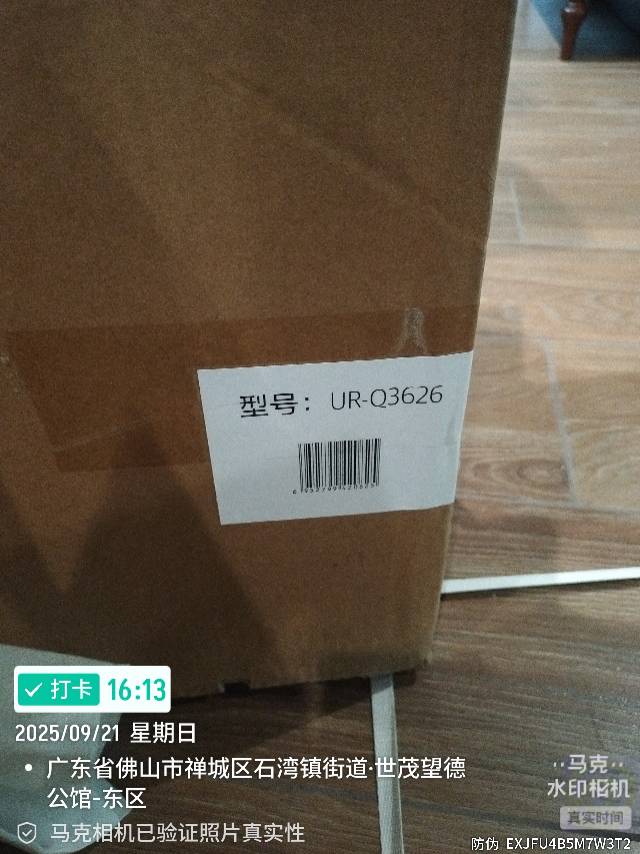 型号： UR-Q3626
打卡 16:13
2025/09/21 星期日
广东省佛山市禅城区石湾镇街道·世茂望德
公馆-东区
马克相机已验证照片真实性
马克
水印相机
真实时间
防伪 EXJFU4B5M7W3T2